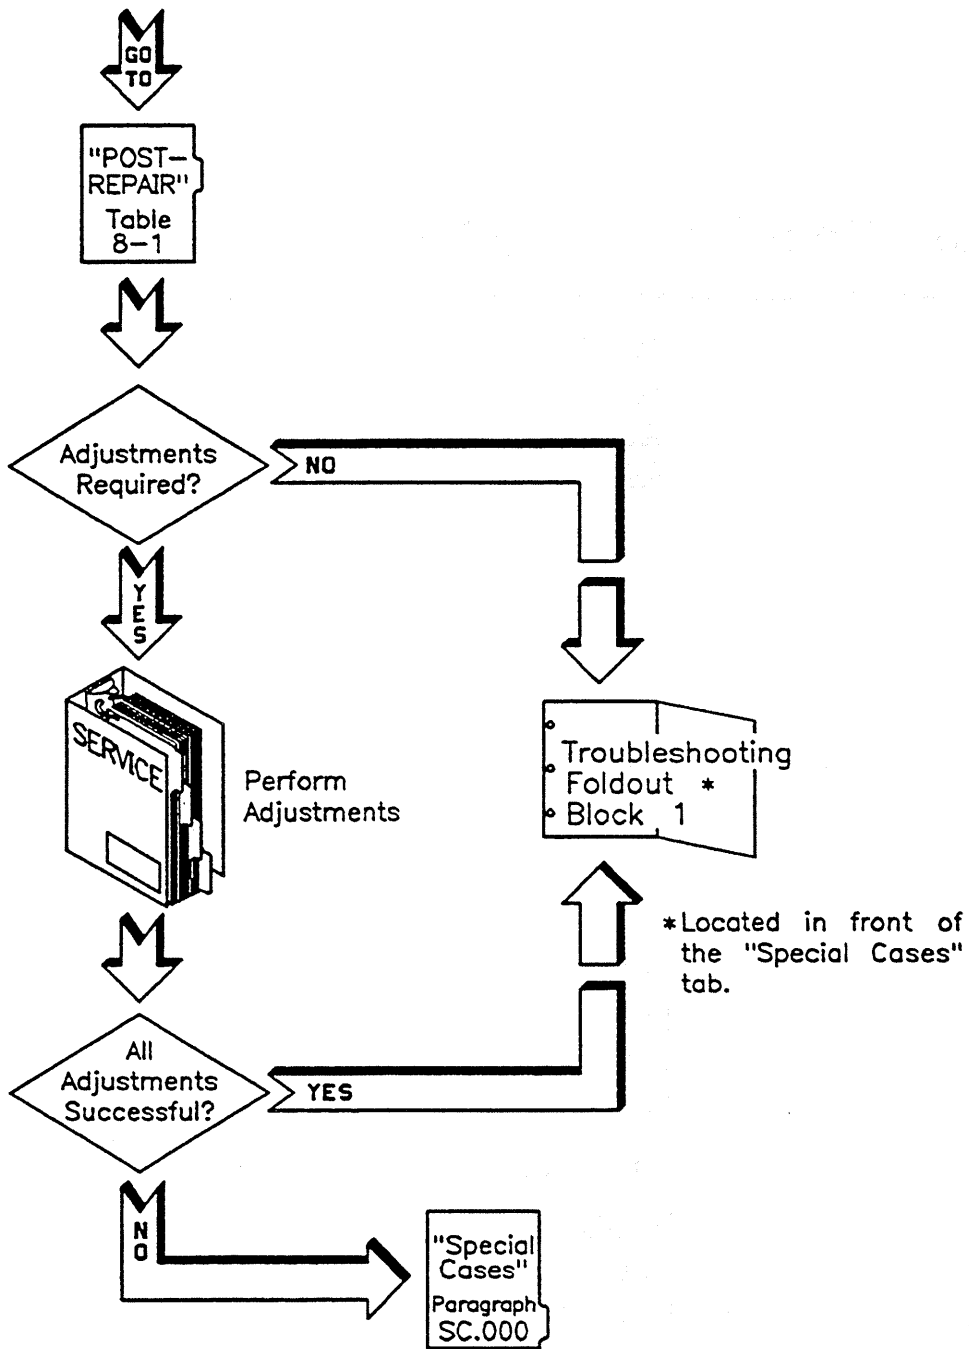 GO
TO
"POST-
REPAIR"
Table
8-1
Adjustments
Required?
NO
YES
SERVICE
Perform
Adjustments
Troubleshooting
Foldout *
Block 1
*Located in front of
the "Special Cases"
tab.
All
Adjustments
Successful?
YES
NO
"Special
Cases"
Paragraph
SC.000